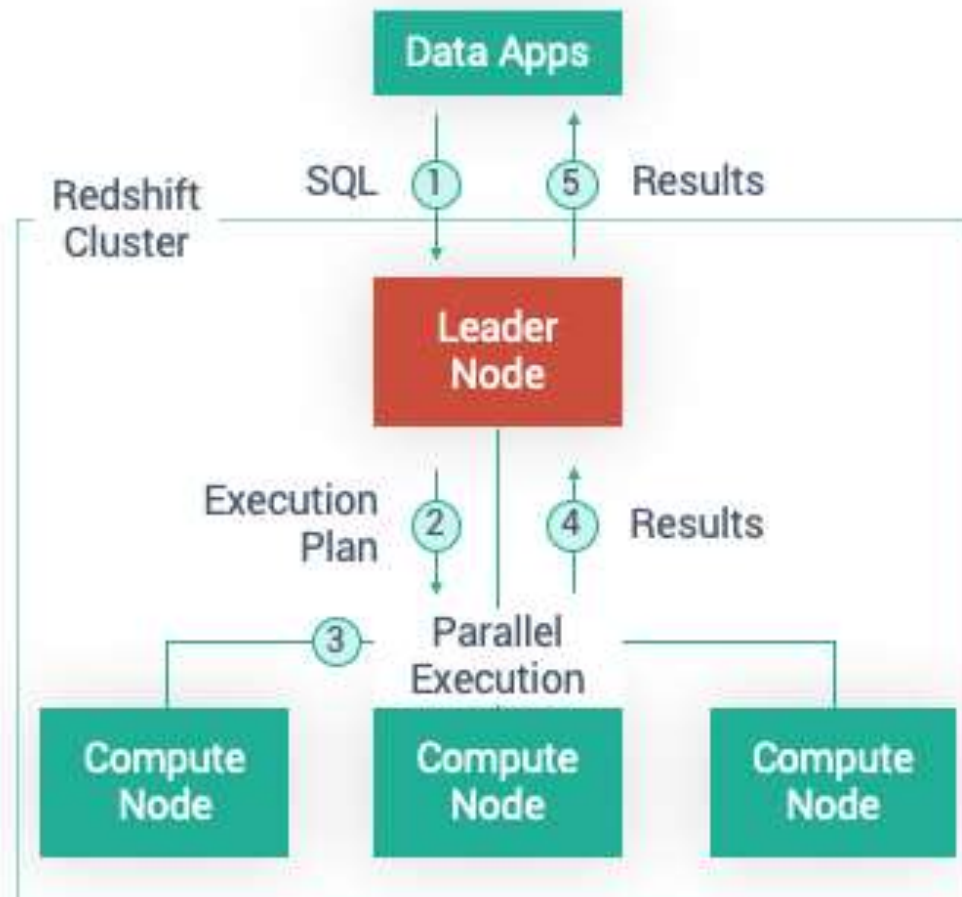 Data Apps
SQL
1
5
Results
Redshift
Cluster
Leader
Node
Execution
Plan
2
4
Results
3
Parallel
Execution
Compute
Node
Compute
Node
Compute
Node